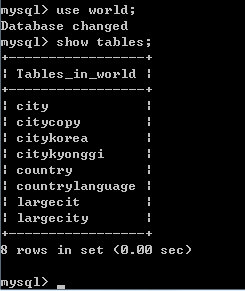 mysql> use world;
Database changed
mysql> show tables;
+-----------------+
| Tables_in_world |
+-----------------+
| city            |
| citycopy        |
| citykorea       |
| citykyonggi     |
| country         |
| countrylanguage |
| largecit        |
| largecity       |
+-----------------+
8 rows in set (0.00 sec)
mysql> _